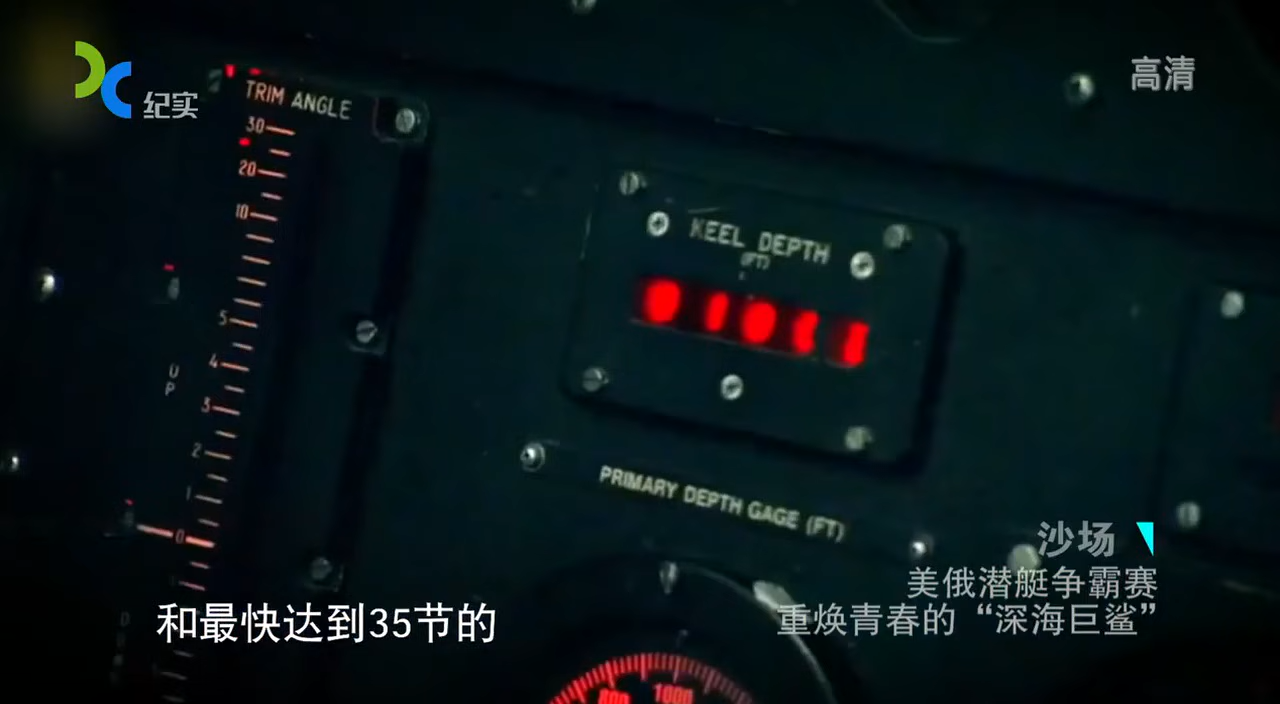 纪实
高清
TRIM ANGLE
30
20
10
5
4
3
2
1
0
UP
KEEL DEPTH
(FT)
PRIMARY DEPTH GAGE (FT)
800
1000
沙场
美俄潜艇争霸赛
重焕青春的“深海巨鲨”
和最快达到35节的